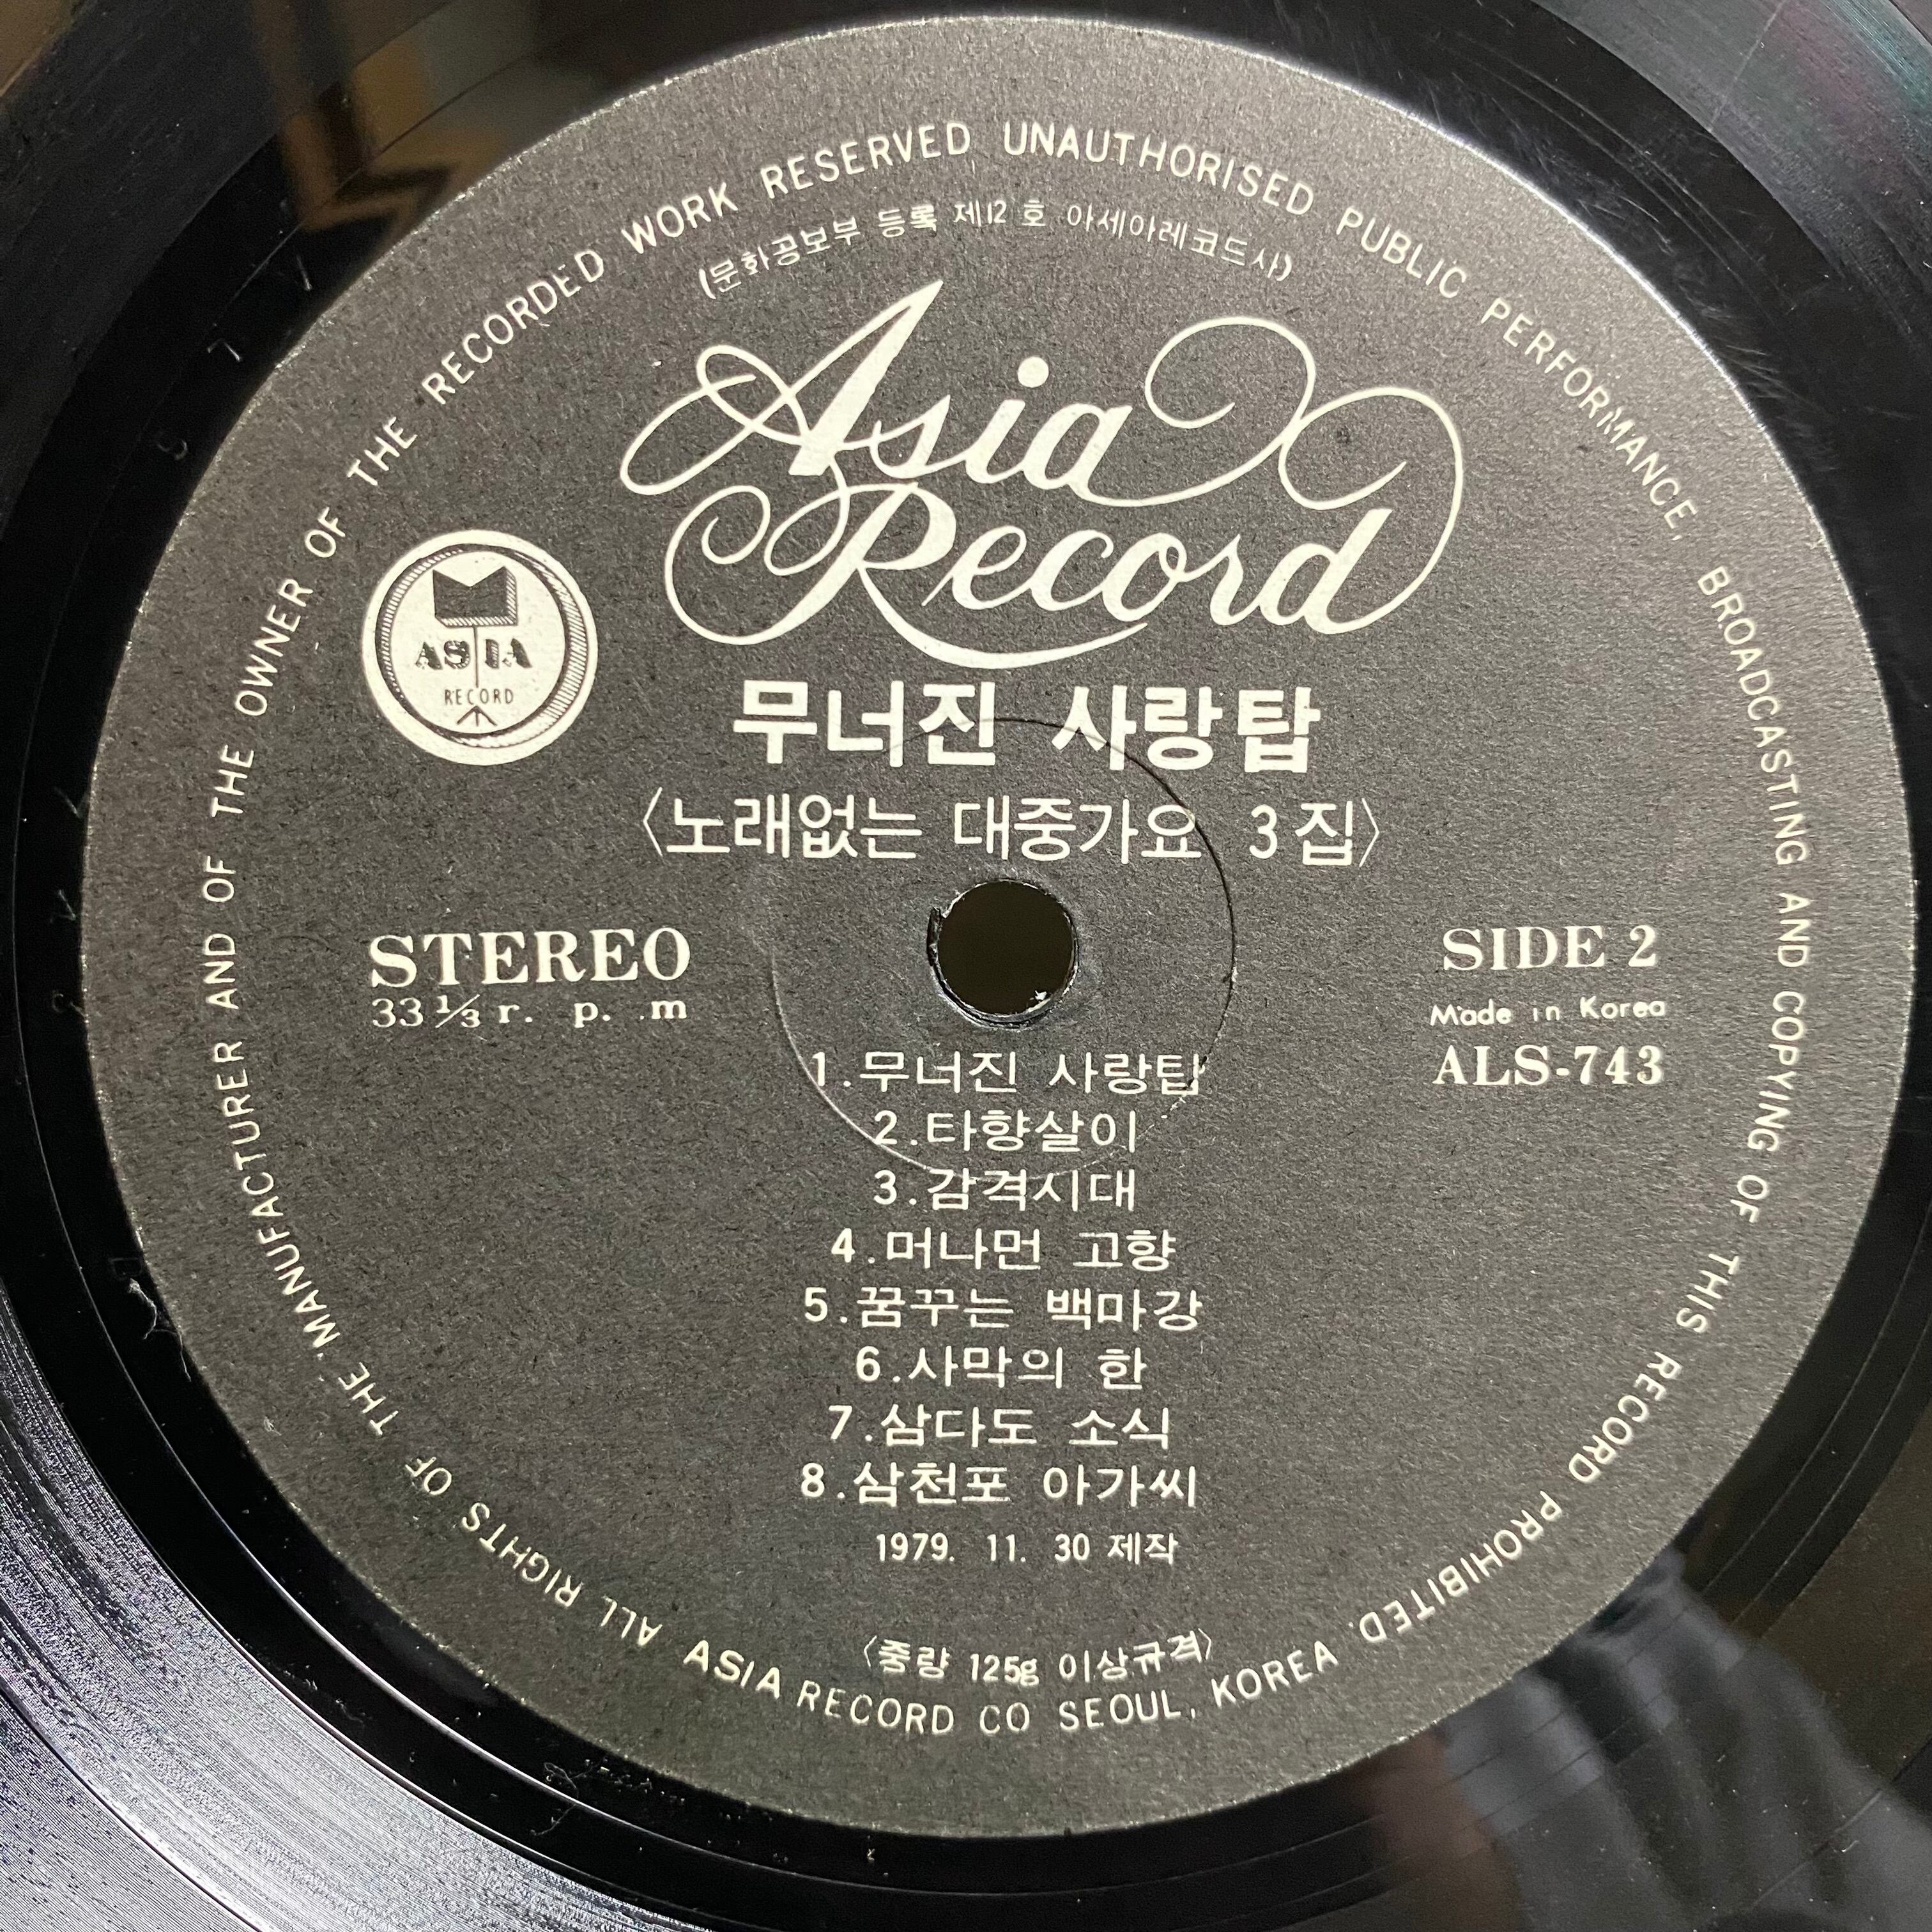 ALL RIGHTS OF THE MANUFACTURER AND OF THE OWNER OF THE RECORDED WORK RESERVED UNAUTHORISED PUBLIC PERFORMANCE, BROADCASTING AND COPYING OF THIS RECORD PROHIBITED.
(문화공보부 등록 제12호 아세아레코드사)
Asia
Record
ASIA
RECORD
무너진 사랑탑
〈노래없는 대중가요 3집〉
STEREO
33⅓ r. p. m
SIDE 2
Made in Korea
ALS-743
1.무너진 사랑탑
2.타향살이
3.감격시대
4.머나먼 고향
5.꿈꾸는 백마강
6.사막의 한
7.삼다도 소식
8.삼천포 아가씨
1979. 11. 30 제작
〈중량 125g 이상규격〉
ASIA RECORD CO SEOUL, KOREA